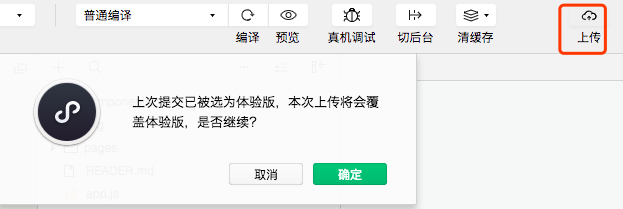 普通编译
编译
预览
真机调试
切后台
清缓存
上传
上次提交已被选为体验版，本次上传将会覆
盖体验版，是否继续？
取消
确定
pages
HEADER.md
app.js